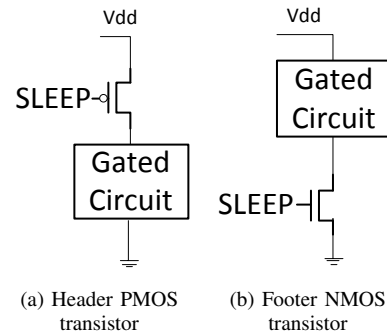 Vdd
SLEEP
Gated
Circuit
(a) Header PMOS
transistor
Vdd
Gated
Circuit
SLEEP
(b) Footer NMOS
transistor